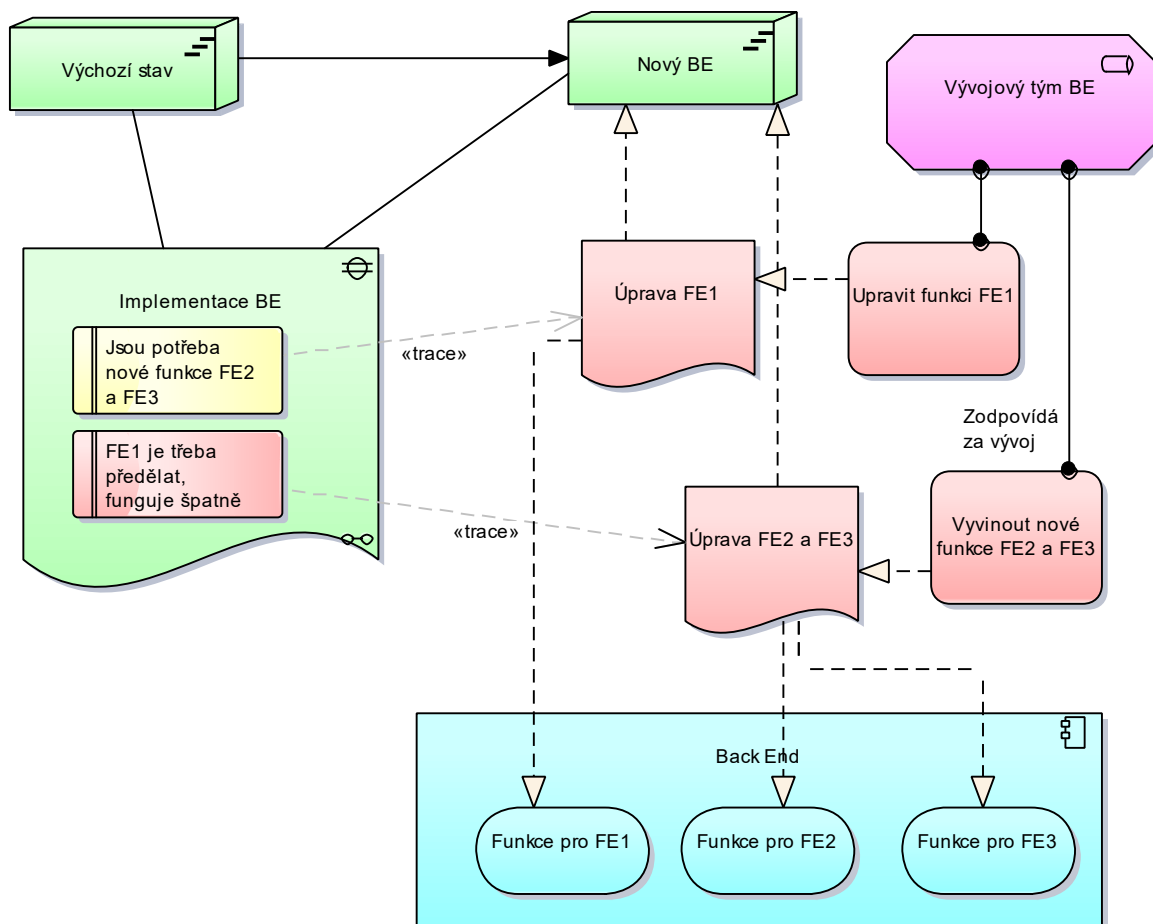 Výchozí stav
Nový BE
Vývojový tým BE
Implementace BE
Jsou potřeba
nové funkce FE2
a FE3
FE1 je třeba
předělat,
funguje špatně
«trace»
«trace»
Úprava FE1
Upravit funkci FE1
Zodpovídá
za vývoj
Úprava FE2 a FE3
Vyvinout nové
funkce FE2 a FE3
Back End
Funkce pro FE1
Funkce pro FE2
Funkce pro FE3